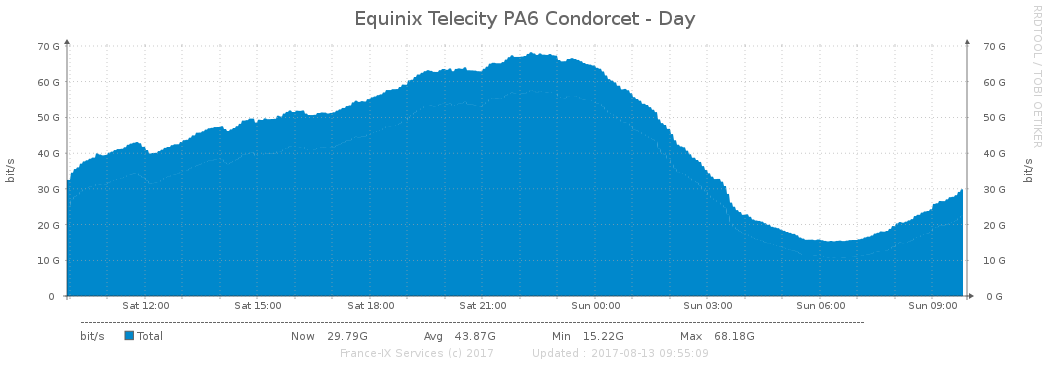 Equinix Telecity PA6 Condorcet - Day
RRDTOOL / TOBI OETIKER
bit/s
70 G
60 G
50 G
40 G
30 G
20 G
10 G
0
70 G
60 G
50 G
40 G
30 G
20 G
10 G
0 G
bit/s
Sat 12:00 Sat 15:00 Sat 18:00 Sat 21:00 Sun 00:00 Sun 03:00 Sun 06:00 Sun 09:00
bit/s Total Now 29.79G Avg 43.87G Min 15.22G Max 68.18G
France-IX Services (c) 2017 Updated : 2017-08-13 09:55:09